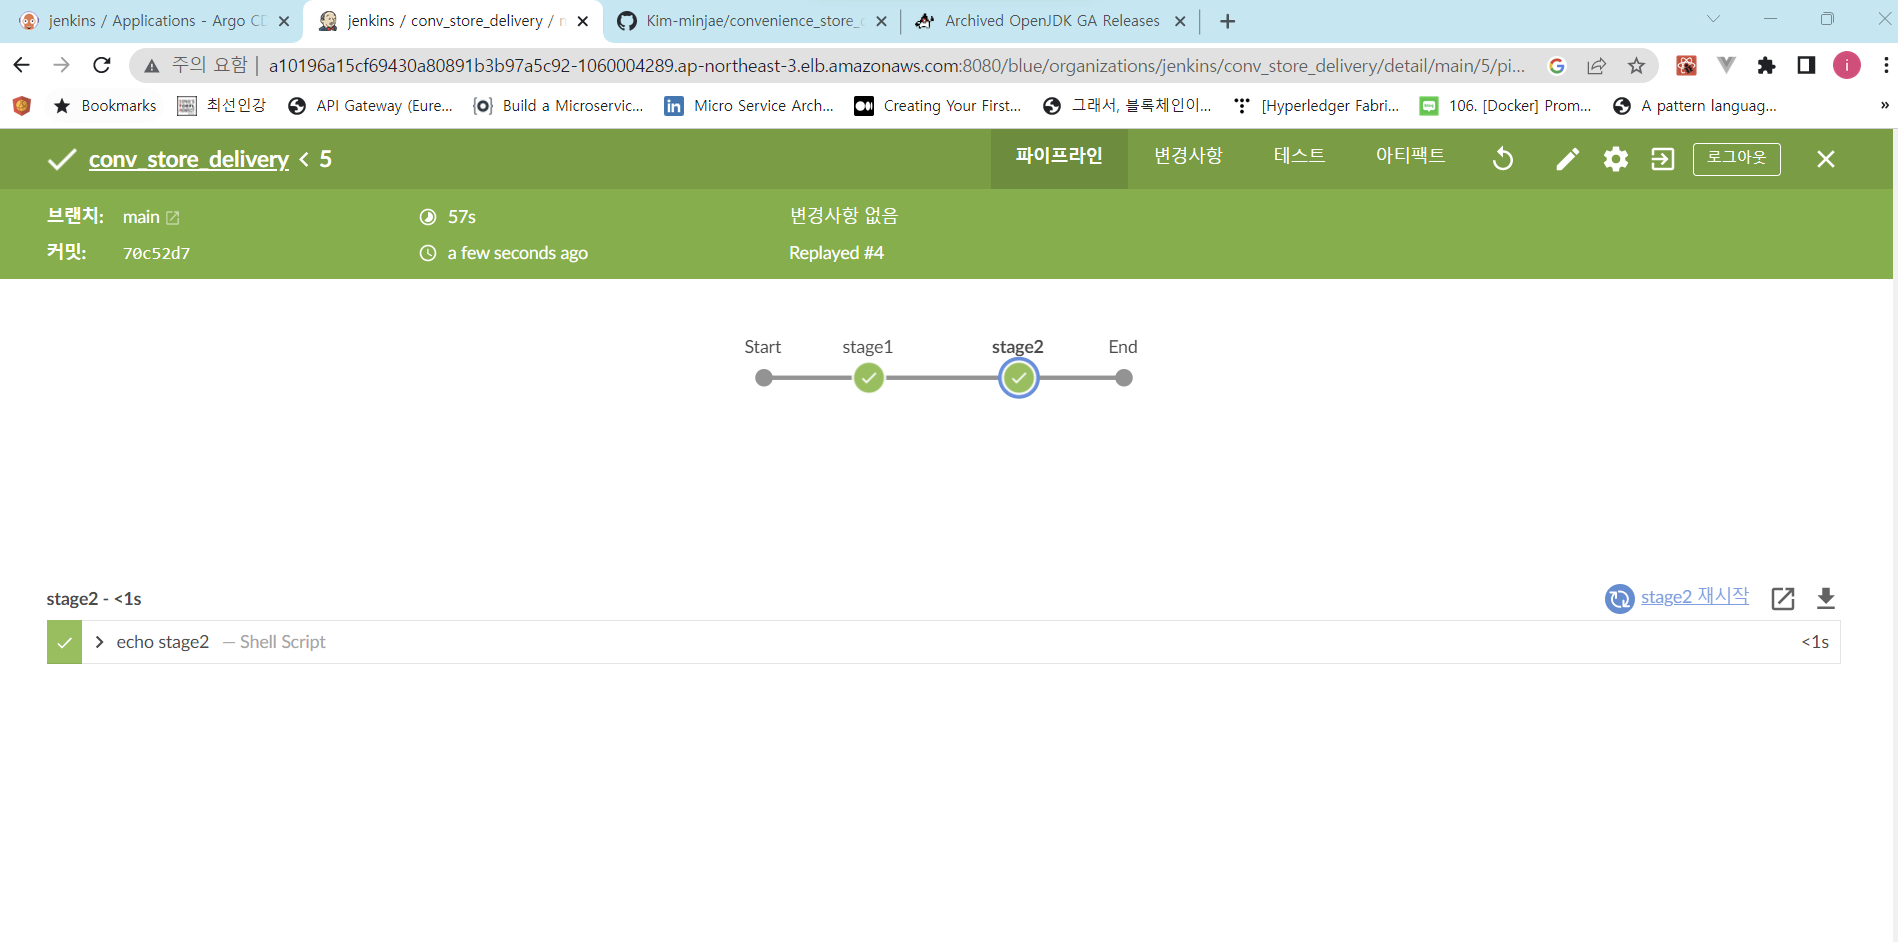 jenkins / Applications - Argo CD
jenkins / conv_store_delivery /
Kim-minjae/convenience_store_
Archived OpenJDK GA Releases
주의 요함 | a10196a15cf69430a80891b3b97a5c92-1060004289.ap-northeast-3.elb.amazonaws.com:8080/blue/organizations/jenkins/conv_store_delivery/detail/main/5/pi...
i
Bookmarks 최선인강 API Gateway (Eure... Build a Microservic... Micro Service Arch... Creating Your First... 그래서, 블록체인이... [Hyperledger Fabri... 106. [Docker] Prom... A pattern languag... »
conv_store_delivery < 5
파이프라인 변경사항 테스트 아티팩트 로그아웃
브랜치: main 57s 변경사항 없음
커밋: 70c52d7 a few seconds ago Replayed #4
Start stage1 stage2 End
stage2 - <1s stage2 재시작
echo stage2 — Shell Script <1s